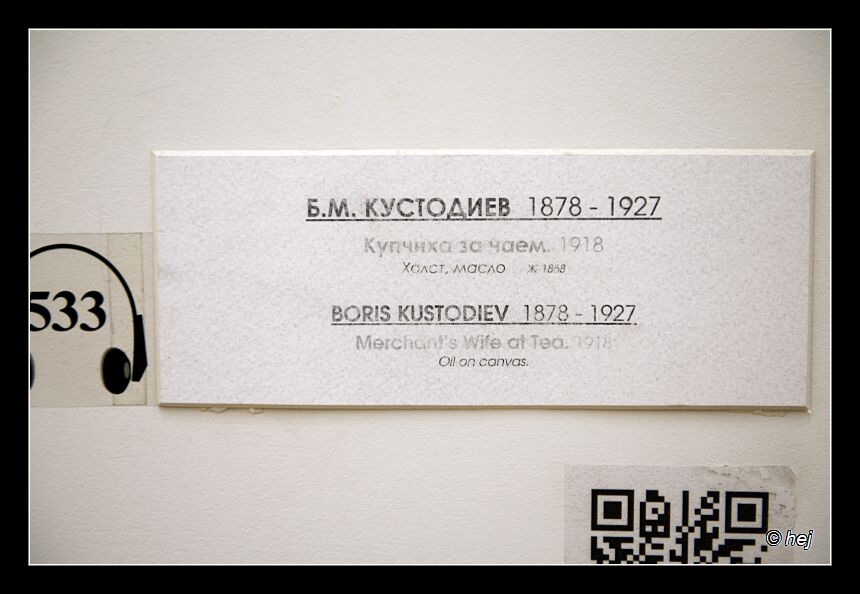 Б.М. КУСТОДИЕВ 1878 - 1927
Купчиха за чаем. 1918
Холст, масло Ж-1868
533
BORIS KUSTODIEV 1878 - 1927
Merchant's Wife at Tea. 1918
Oil on canvas.
© hej